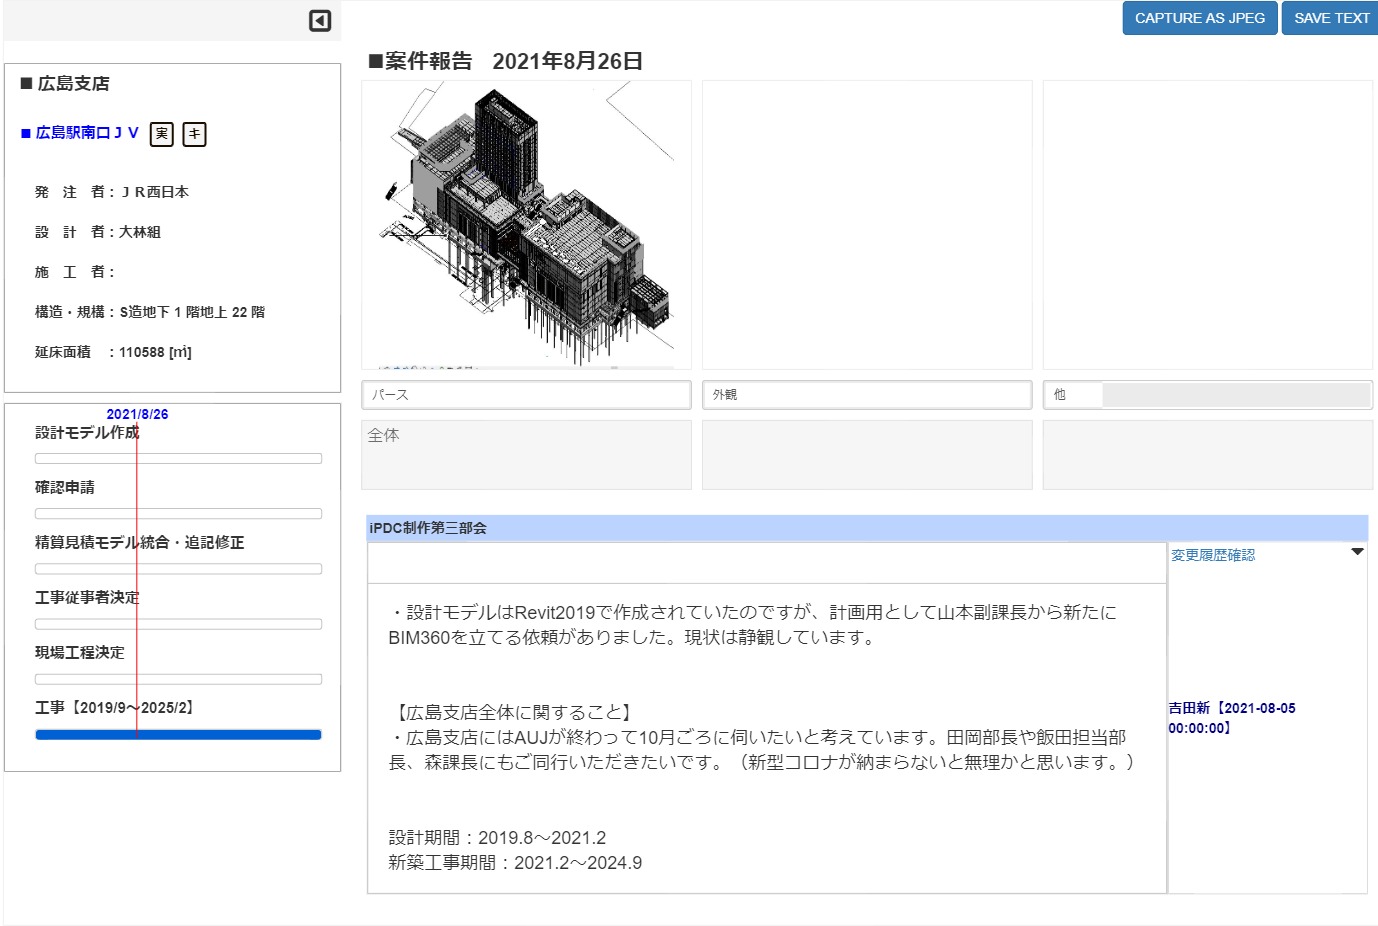 CAPTURE AS JPEG
SAVE TEXT
■ 広島支店
■ 広島駅南口ＪＶ 実 キ
発　注　者：ＪＲ西日本
設　計　者：大林組
施　工　者：
構造・規構：S造地下 1 階地上 22 階
延床面積　：110588 [㎡]
2021/8/26
設計モデル作成
確認申請
精算見積モデル統合・追記修正
工事従事者決定
現場工程決定
工事【2019/9～2025/2】
■案件報告　2021年8月26日
パース
外観
他
全体
iPDC制作第三部会
変更履歴確認
・設計モデルはRevit2019で作成されていたのですが、計画用として山本副課長から新たに
BIM360を立てる依頼がありました。現状は静観しています。
【広島支店全体に関すること】
・広島支店にはAUJが終わって10月ごろに伺いたいと考えています。田岡部長や飯田担当部
長、森課長にもご同行いただきたいです。（新型コロナが納まらないと無理かと思います。）
設計期間：2019.8～2021.2
新築工事期間：2021.2～2024.9
吉田新【2021-08-05
00:00:00】